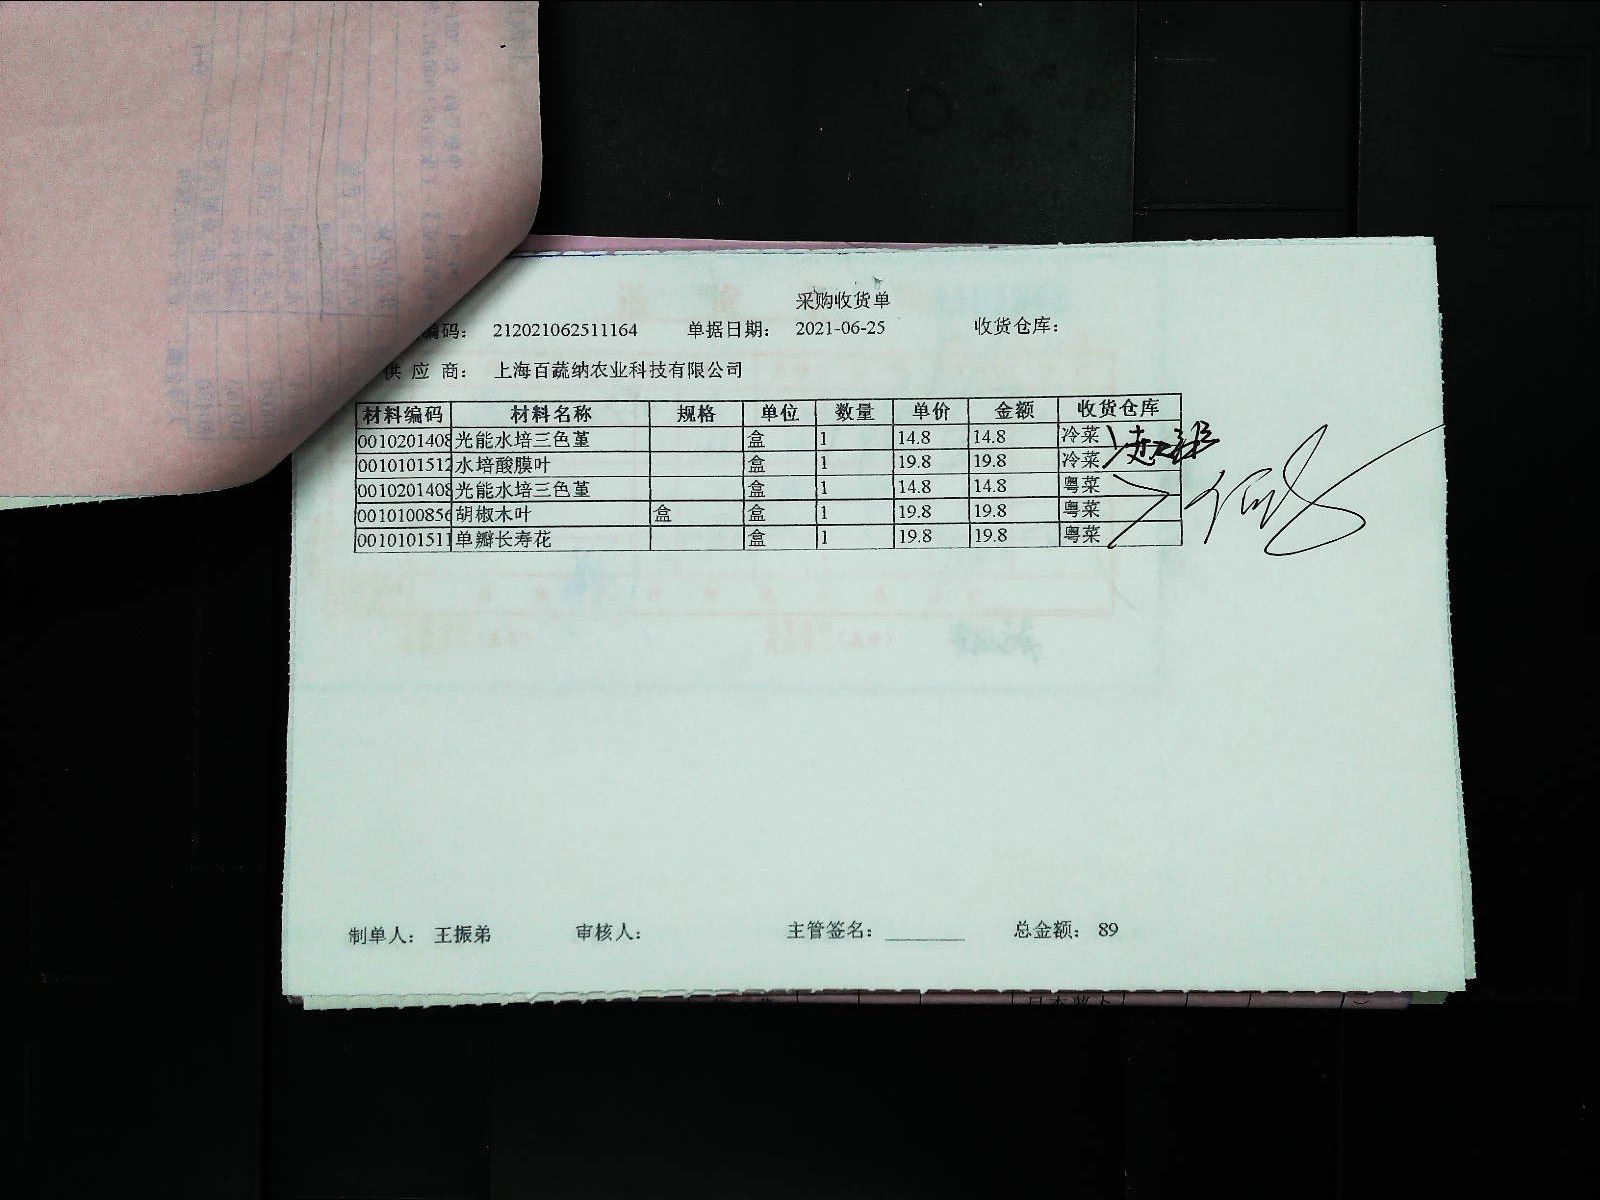 采购收货单
编码: 212021062511164 单据日期: 2021-06-25 收货仓库:
供应商: 上海百蔬纳农业科技有限公司
材料编码 材料名称 规格 单位 数量 单价 金额 收货仓库
0010201408 光能水培三色堇 盒 1 14.8 14.8 冷菜
0010101512 水培酸膜叶 盒 1 19.8 19.8 冷菜
0010201408 光能水培三色堇 盒 1 14.8 14.8 粤菜
0010100856 胡椒木叶 盒 盒 1 19.8 19.8 粤菜
0010101511 单瓣长寿花 盒 1 19.8 19.8 粤菜
制单人: 王振弟 审核人: 主管签名: 总金额: 89